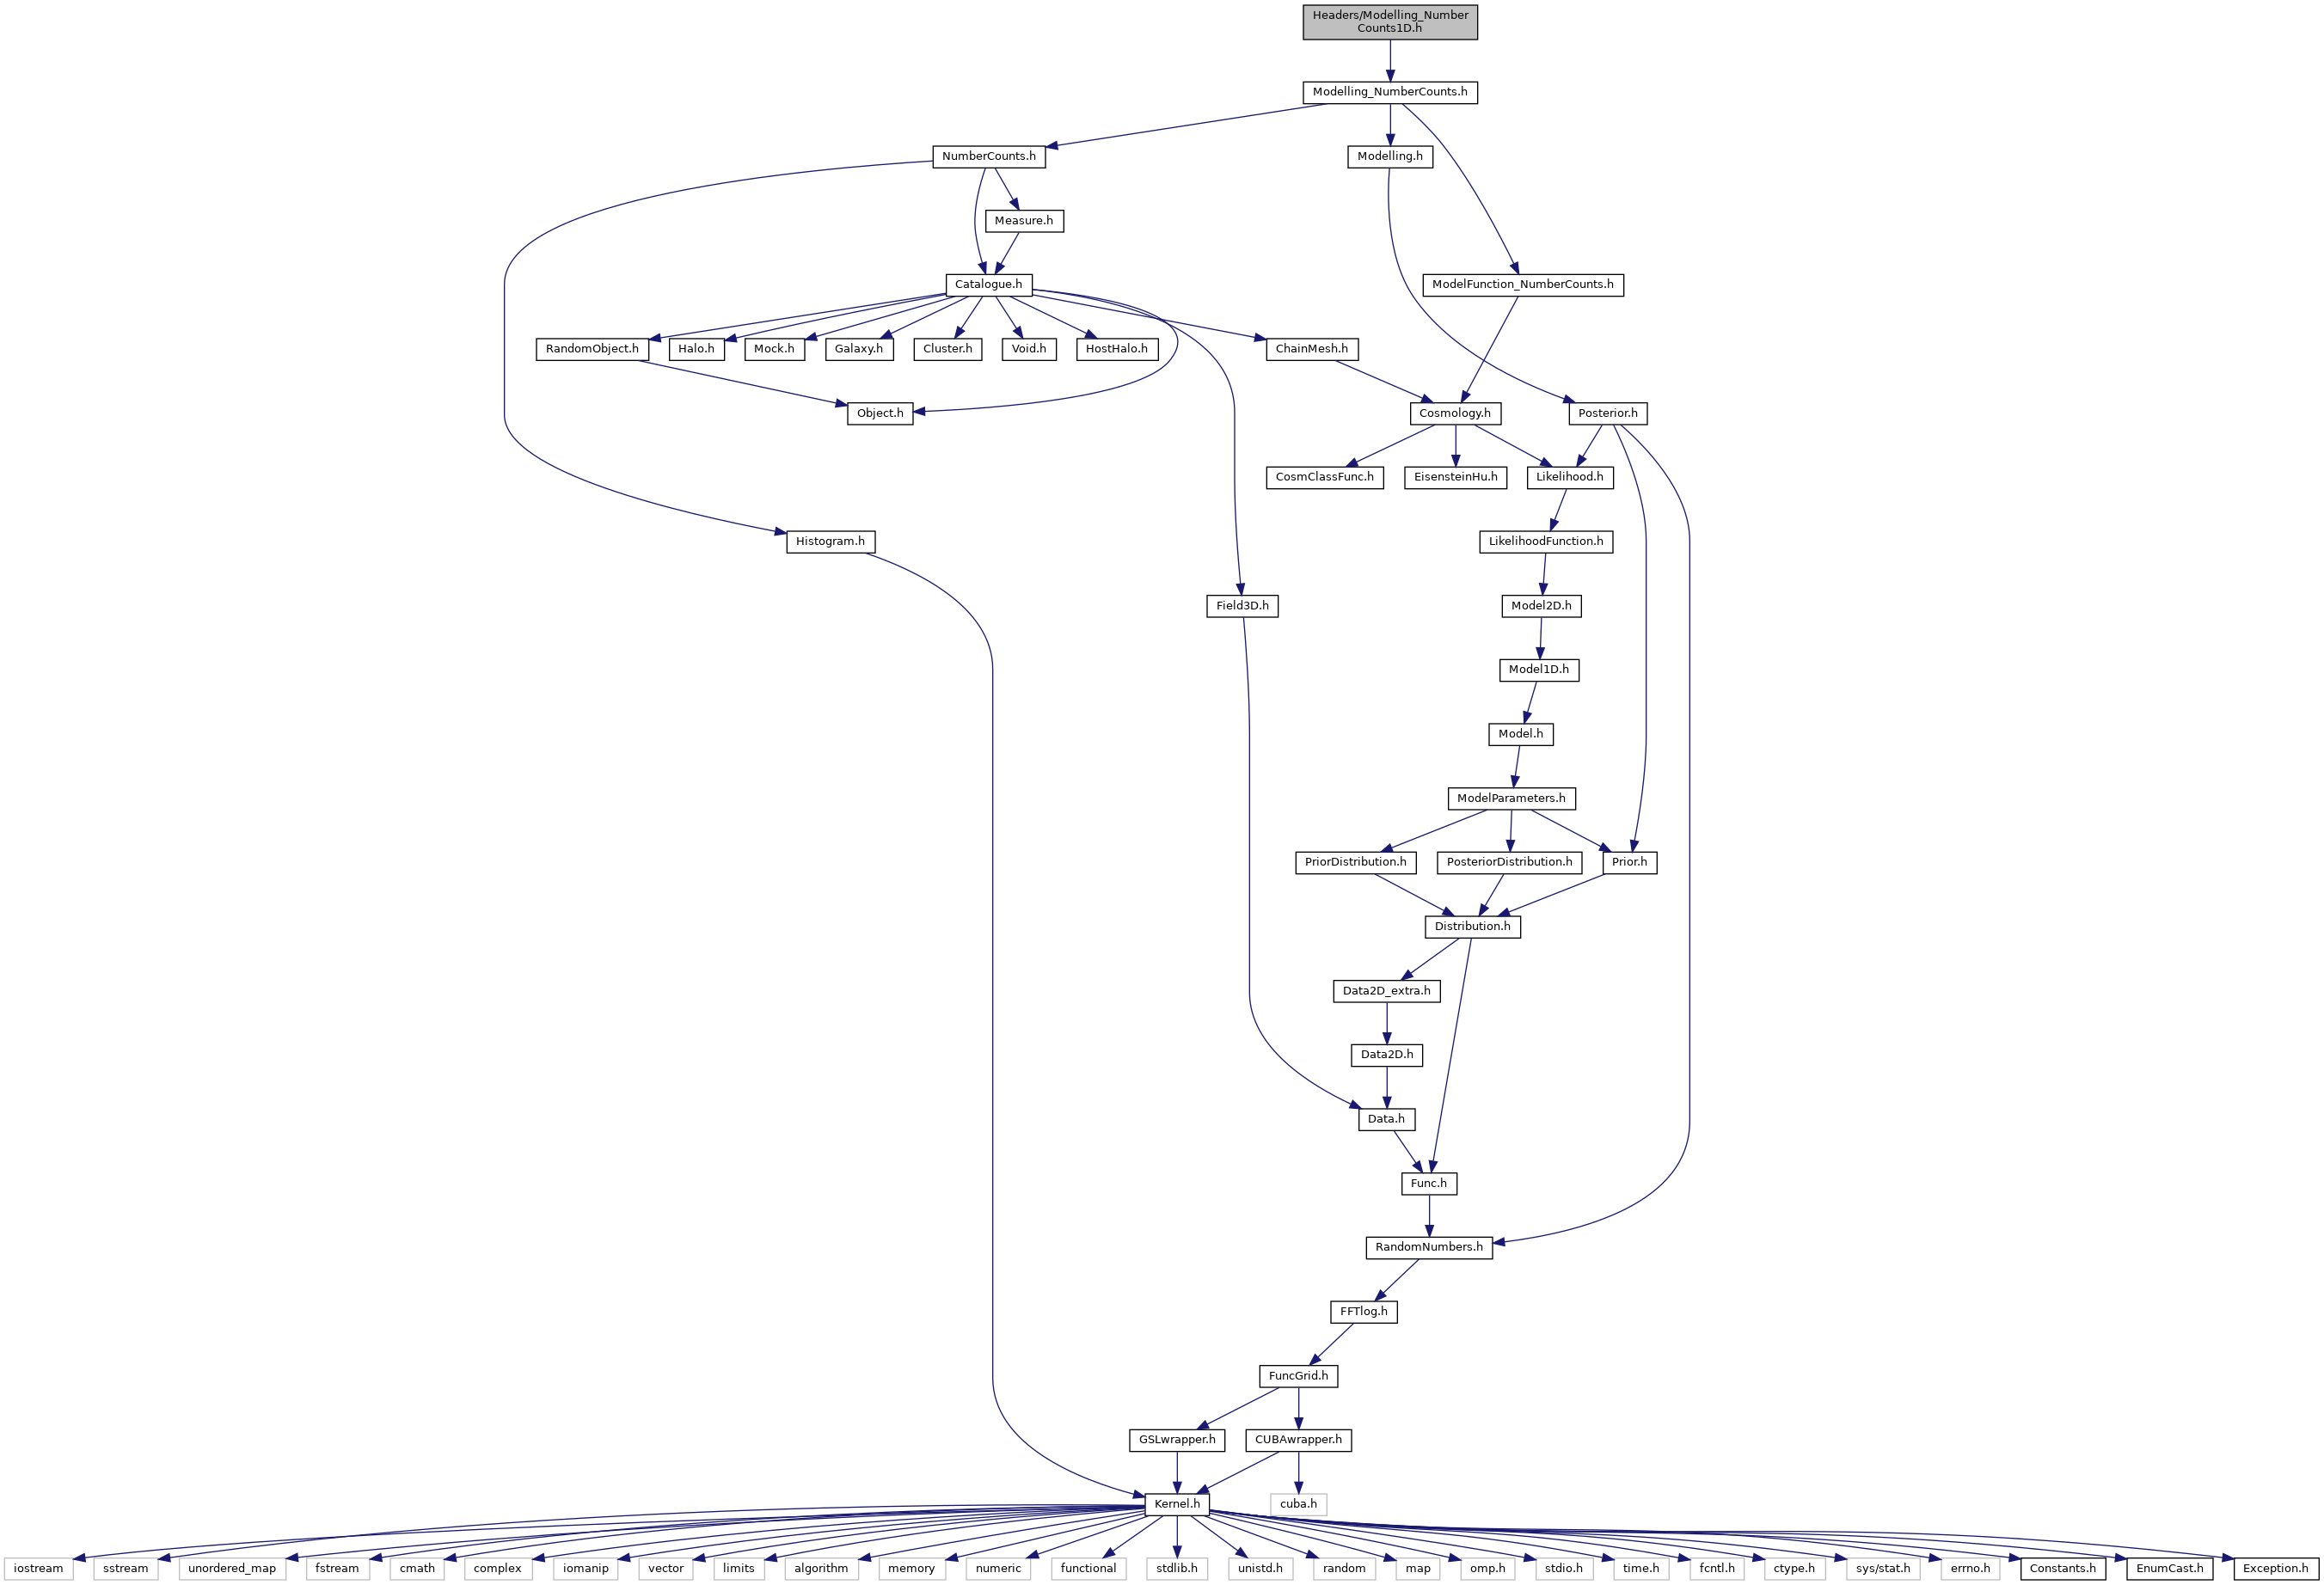 Headers/Modelling_Number
Counts1D.h
Modelling_NumberCounts.h
NumberCounts.h
Modelling.h
Measure.h
Catalogue.h
ModelFunction_NumberCounts.h
RandomObject.h
Halo.h
Mock.h
Galaxy.h
Cluster.h
Void.h
HostHalo.h
ChainMesh.h
Object.h
Cosmology.h
Posterior.h
CosmClassFunc.h
EisensteinHu.h
Likelihood.h
Histogram.h
LikelihoodFunction.h
Field3D.h
Model2D.h
Model1D.h
Model.h
ModelParameters.h
PriorDistribution.h
PosteriorDistribution.h
Prior.h
Distribution.h
Data2D_extra.h
Data2D.h
Data.h
Func.h
RandomNumbers.h
FFTlog.h
FuncGrid.h
GSLwrapper.h
CUBAwrapper.h
Kernel.h
cuba.h
iostream
sstream
unordered_map
fstream
cmath
complex
iomanip
vector
limits
algorithm
memory
numeric
functional
stdlib.h
unistd.h
random
map
omp.h
stdio.h
time.h
fcntl.h
ctype.h
sys/stat.h
errno.h
Constants.h
EnumCast.h
Exception.h